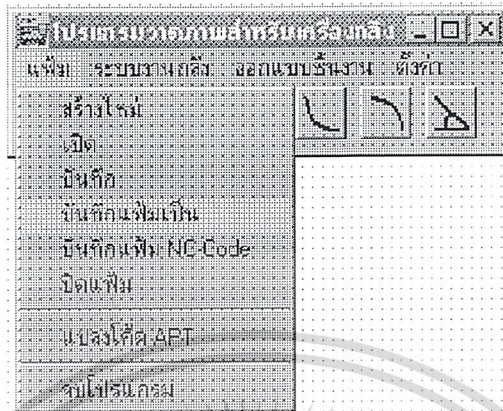 โปรแกรมวาดภาพสำหรับเครื่องกลึง
แฟ้ม ระบบงานกลึง ออกแบบชิ้นงาน ตั้งค่า
สร้างใหม่
เปิด
บันทึก
บันทึกแฟ้มเป็น
บันทึกแฟ้ม NC-Code
ปิดแฟ้ม
แปลงโค้ด APT
จบโปรแกรม